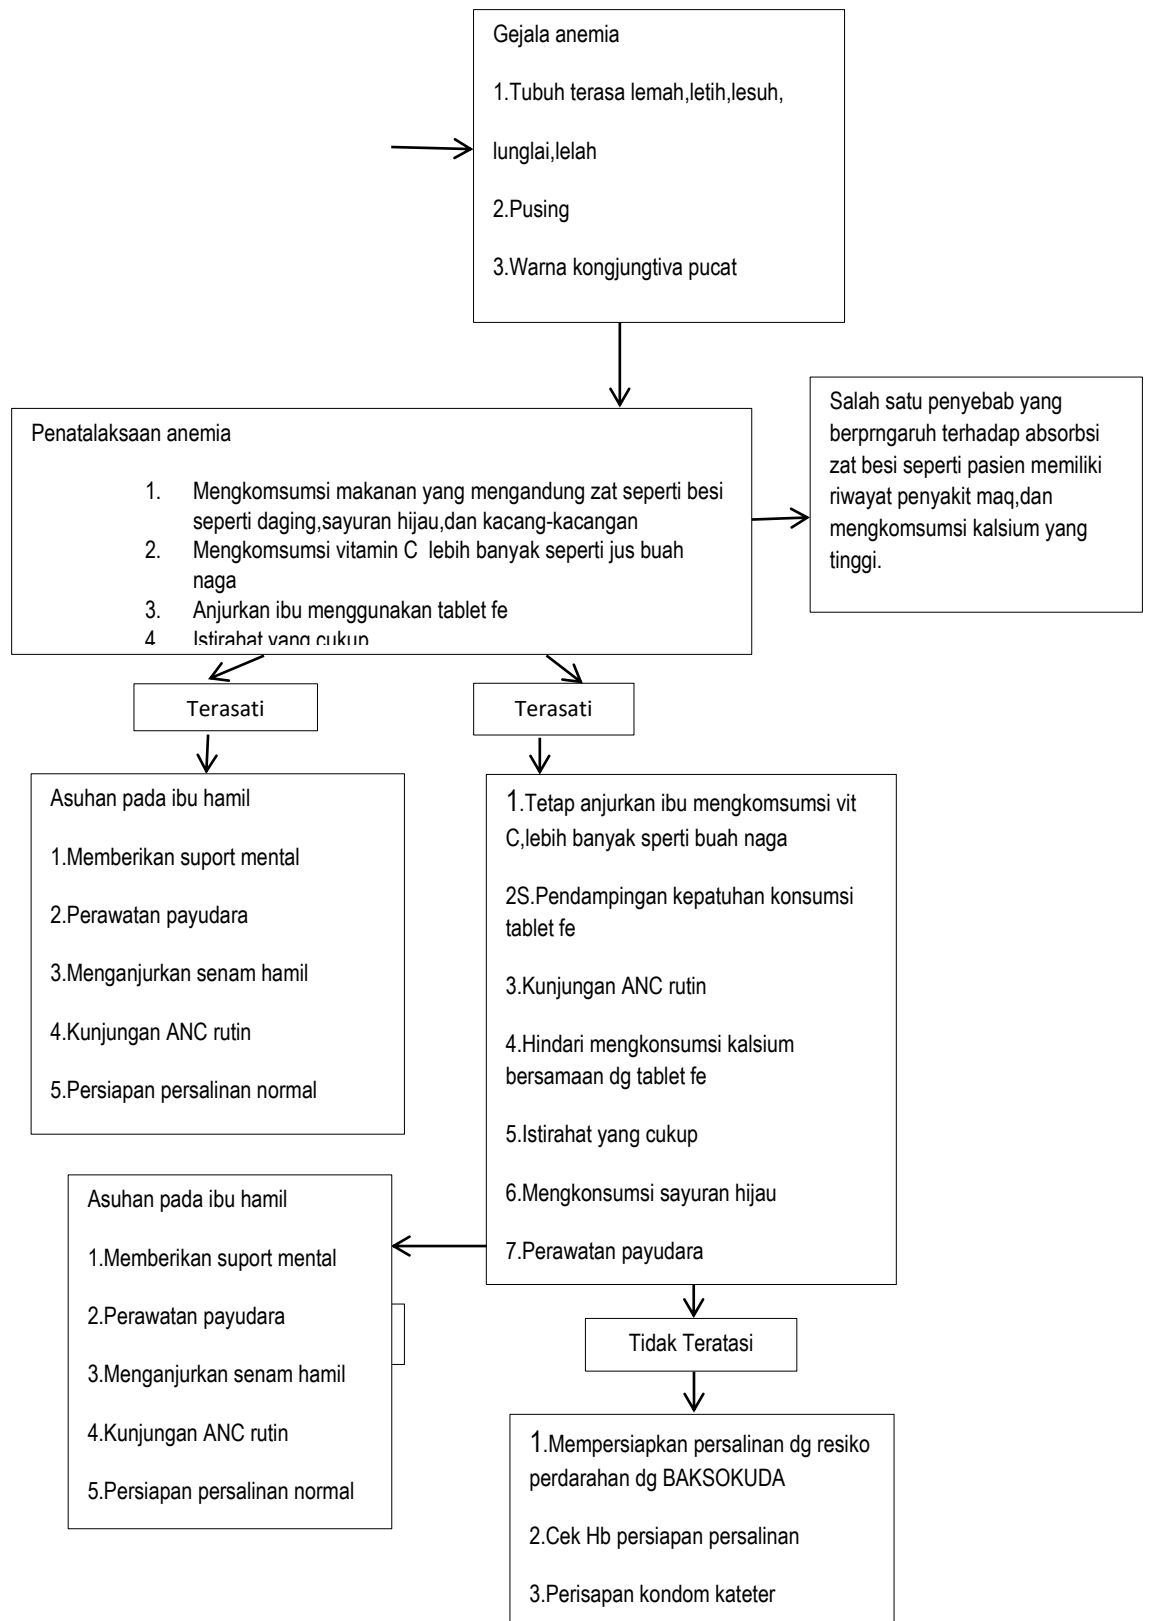 Gejala anemia
1.Tubuh terasa lemah,letih,lesuh,
lunglai,lelah
2.Pusing
3.Warna kongjungtiva pucat
Penatalaksaan anemia
1. Mengkomsumsi makanan yang mengandung zat seperti besi
seperti daging,sayuran hijau,dan kacang-kacangan
2. Mengkomsumsi vitamin C lebih banyak seperti jus buah
naga
3. Anjurkan ibu menggunakan tablet fe
4 Istirahat yang cukup
Salah satu penyebab yang
berprngaruh terhadap absorbsi
zat besi seperti pasien memiliki
riwayat penyakit maq,dan
mengkomsumsi kalsium yang
tinggi.
Terasati
Terasati
Asuhan pada ibu hamil
1.Memberikan suport mental
2.Perawatan payudara
3.Menganjurkan senam hamil
4.Kunjungan ANC rutin
5.Persiapan persalinan normal
1.Tetap anjurkan ibu mengkomsumsi vit
C,lebih banyak sperti buah naga
2S.Pendampingan kepatuhan konsumsi
tablet fe
3.Kunjungan ANC rutin
4.Hindari mengkonsumsi kalsium
bersamaan dg tablet fe
5.Istirahat yang cukup
6.Mengkonsumsi sayuran hijau
7.Perawatan payudara
Asuhan pada ibu hamil
1.Memberikan suport mental
2.Perawatan payudara
3.Menganjurkan senam hamil
4.Kunjungan ANC rutin
5.Persiapan persalinan normal
Tidak Teratasi
1.Mempersiapkan persalinan dg resiko
perdarahan dg BAKSOKUDA
2.Cek Hb persiapan persalinan
3.Perisapan kondom kateter